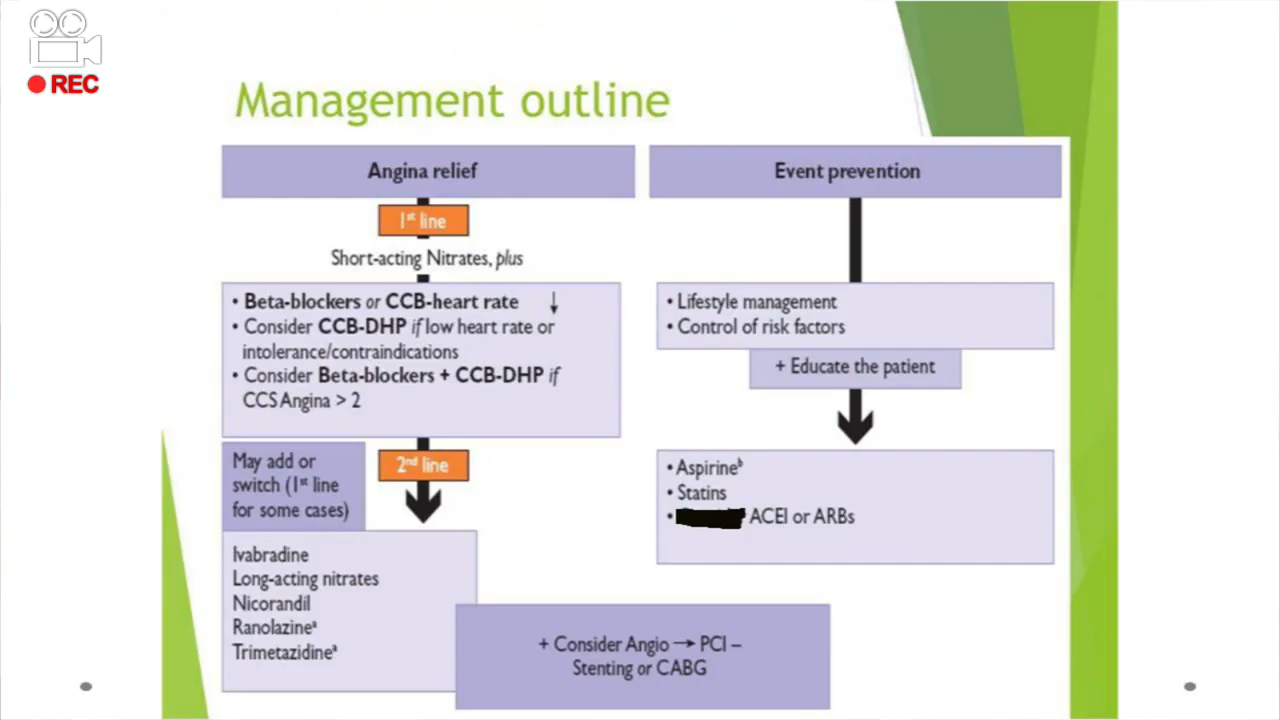 REC
Management outline
Angina relief
1st line
Short-acting Nitrates, plus
• Beta-blockers or CCB-heart rate ↓
• Consider CCB-DHP if low heart rate or
intolerance/contraindications
• Consider Beta-blockers + CCB-DHP if
CCS Angina > 2
May add or
switch (1st line
for some cases)
2nd line
Ivabradine
Long-acting nitrates
Nicorandil
Ranolazineª
Trimetazidineª
Event prevention
• Lifestyle management
• Control of risk factors
+ Educate the patient
• Aspirineb
• Statins
• ACEI or ARBs
+ Consider Angio → PCI –
Stenting or CABG